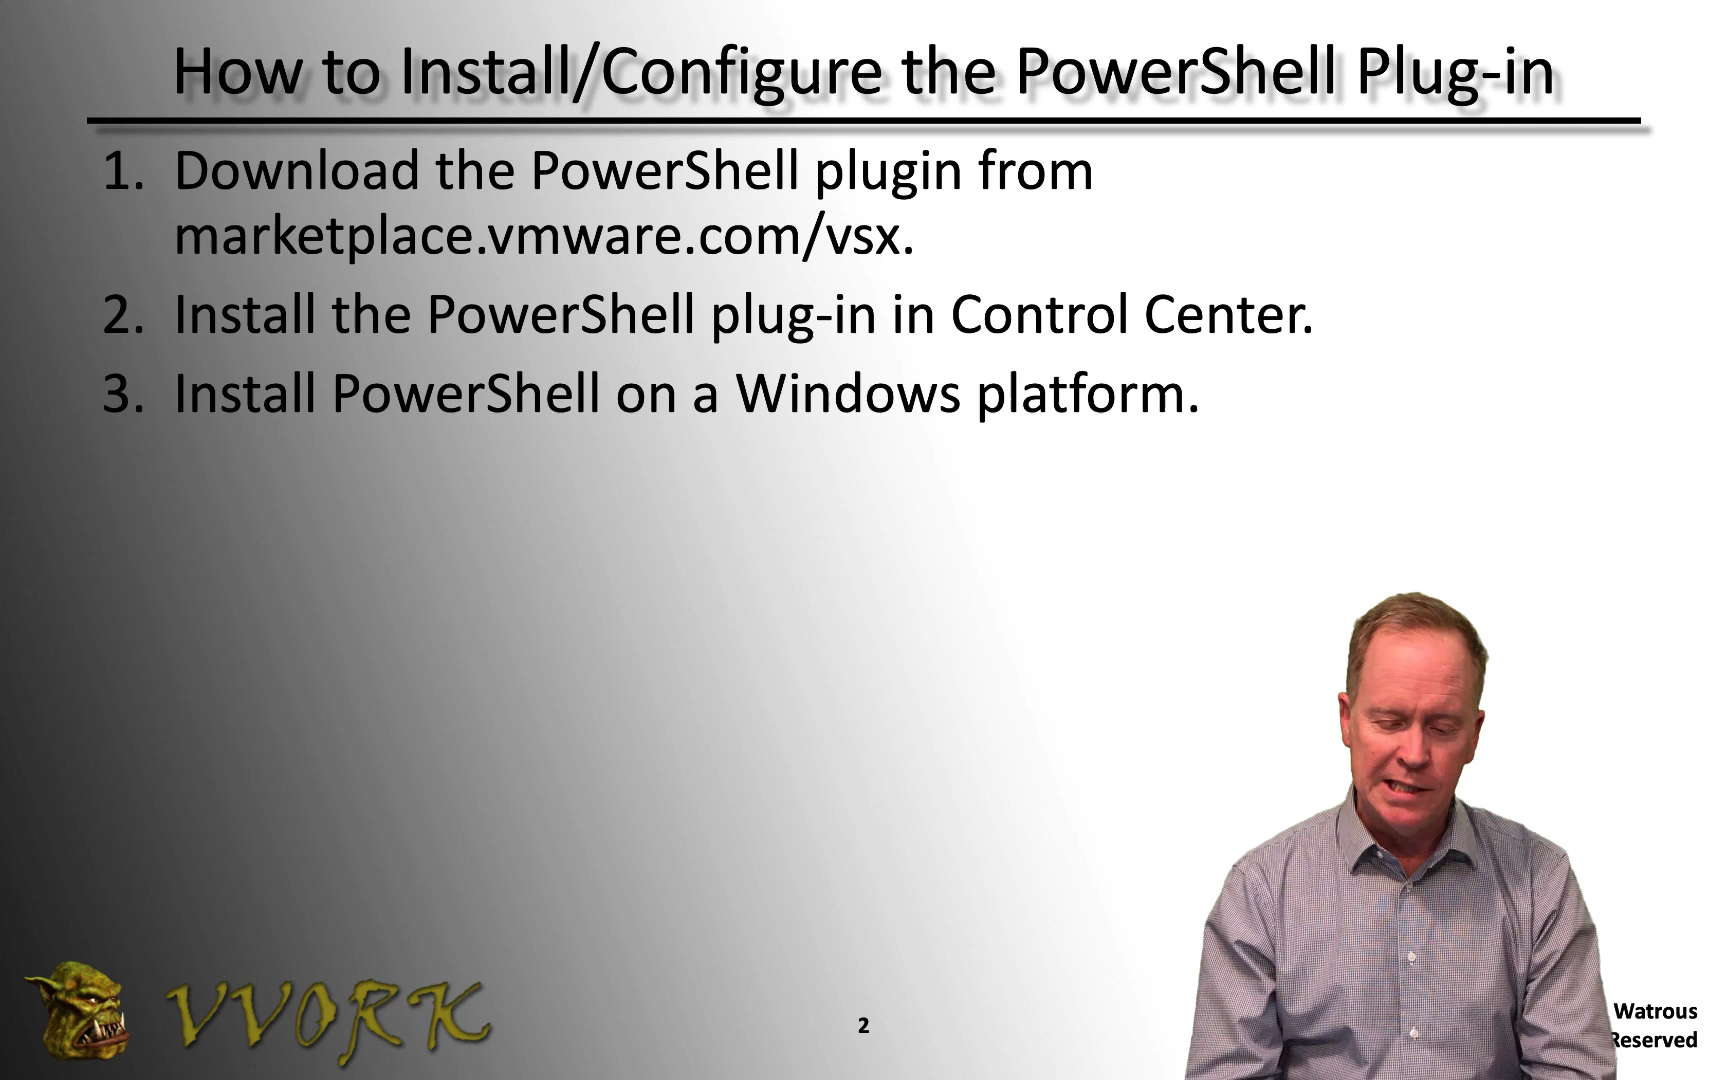 How to Install/Configure the PowerShell Plug-in
1. Download the PowerShell plugin from
marketplace.vmware.com/vsx.
2. Install the PowerShell plug-in in Control Center.
3. Install PowerShell on a Windows platform.
VVORK
2
Watrous
Reserved